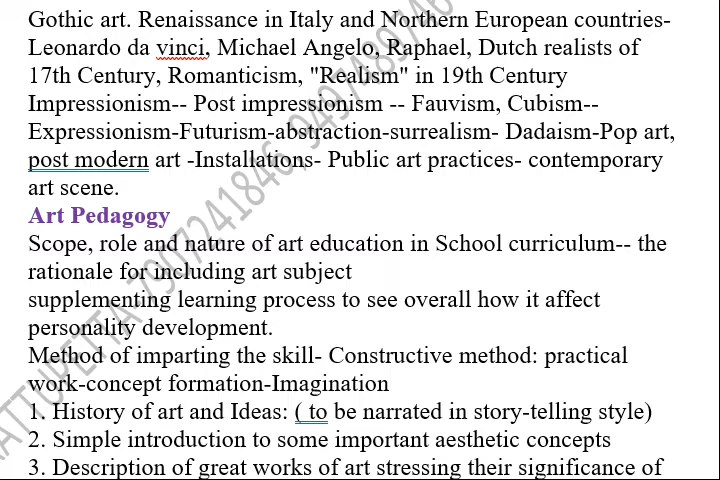 Gothic art. Renaissance in Italy and Northern European countries-
Leonardo da vinci, Michael Angelo, Raphael, Dutch realists of
17th Century, Romanticism, "Realism" in 19th Century
Impressionism-- Post impressionism -- Fauvism, Cubism--
Expressionism-Futurism-abstraction-surrealism- Dadaism-Pop art,
post modern art -Installations- Public art practices- contemporary
art scene.
Art Pedagogy
Scope, role and nature of art education in School curriculum-- the
rationale for including art subject
supplementing learning process to see overall how it affect
personality development.
Method of imparting the skill- Constructive method: practical
work-concept formation-Imagination
1. History of art and Ideas: ( to be narrated in story-telling style)
2. Simple introduction to some important aesthetic concepts
3. Description of great works of art stressing their significance of